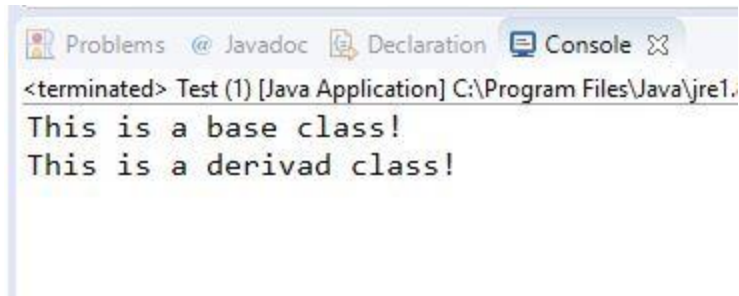 Problems @ Javadoc Declaration Console
<terminated> Test (1) [Java Application] C:\Program Files\Java\jre1.
This is a base class!
This is a derivad class!